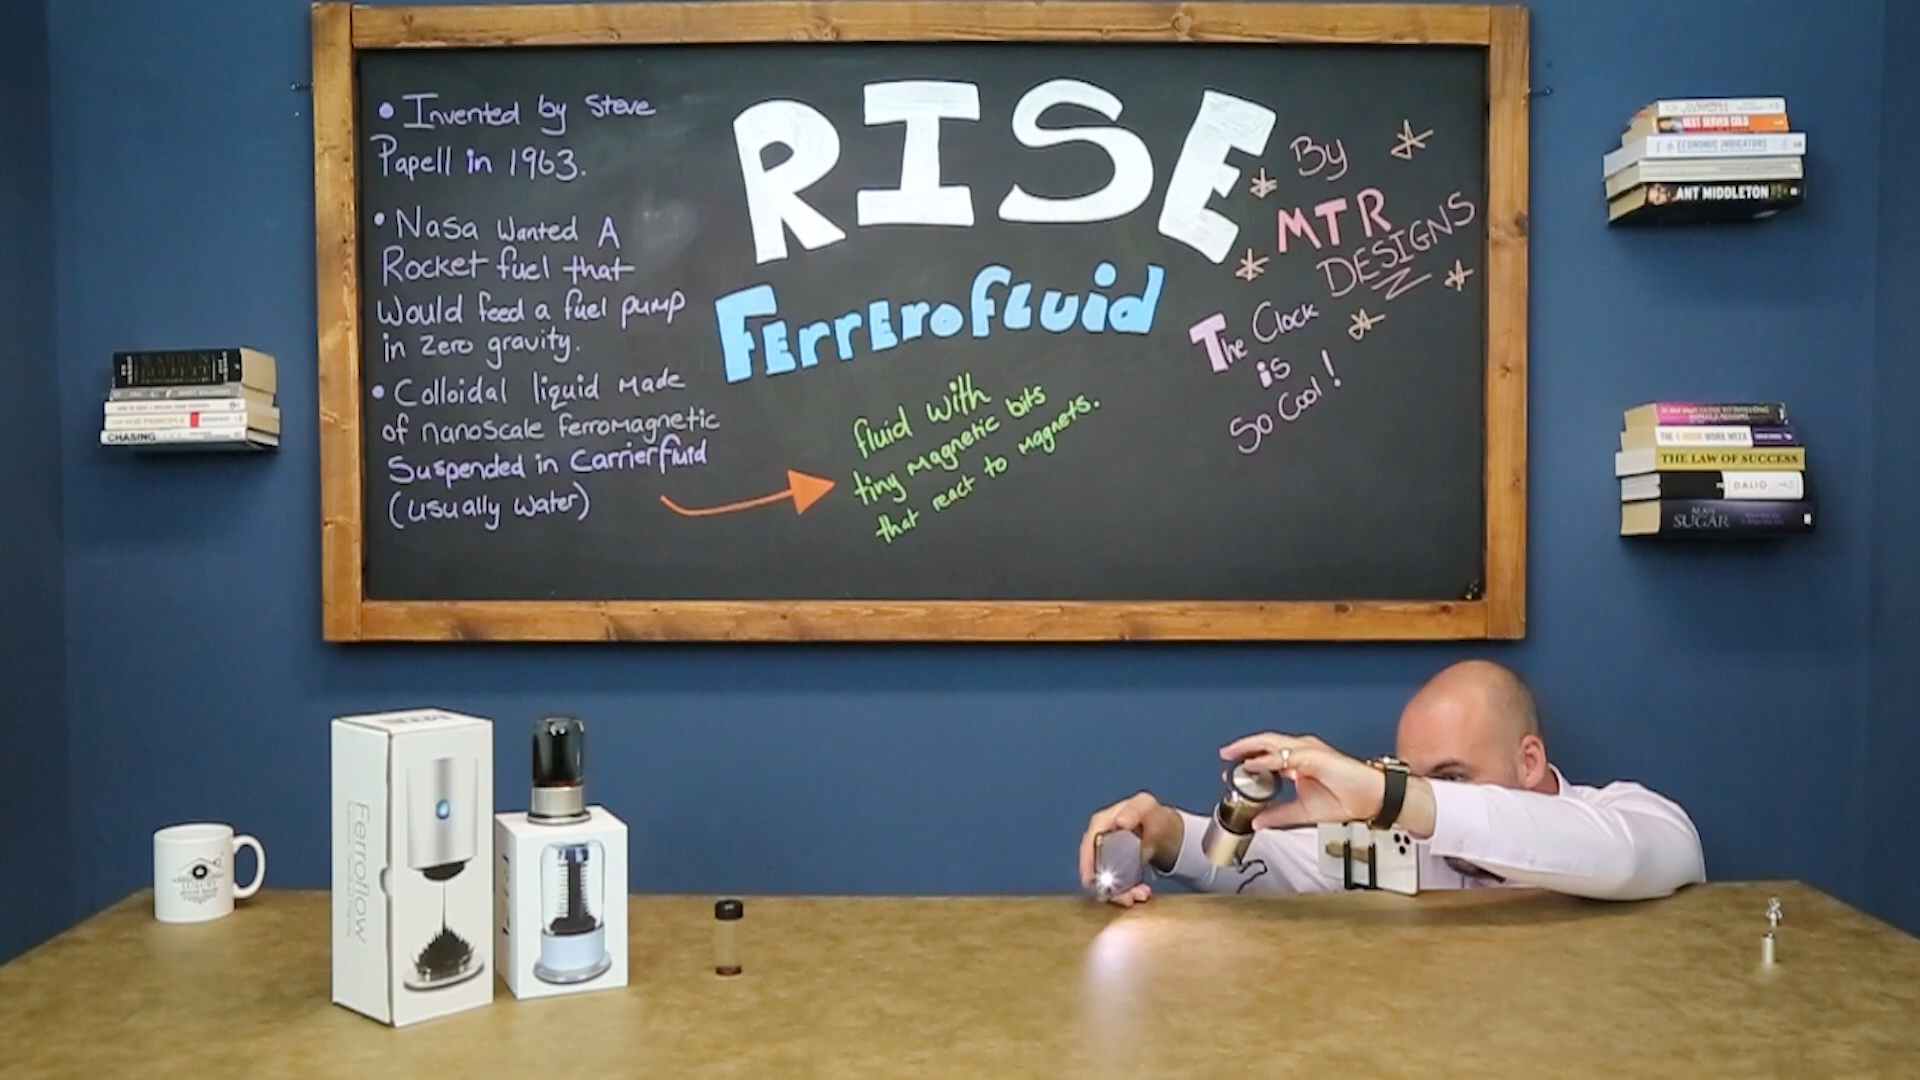 • Invented by Steve
Papell in 1963.
• Nasa Wanted A
Rocket fuel that
Would feed a fuel pump
in Zero gravity.
• Colloidal liquid Made
of nanoscale Ferromagnetic
Suspended in Carrierfluid
(usually Water)
RISE
FerrEroFLuid
fluid With
tiny Magnetic bits
that react to Magnets.
By
MTR
DESIGNS
The Clock
is
So Cool!
BEST SERVED COLD
ECONOMIC INDICATORS
ANT MIDDLETON
CHASING
THE 4-HOUR WORK WEEK
THE LAW OF SUCCESS
DALIO
ALAN
SUGAR
Ferroflow
LUXURY